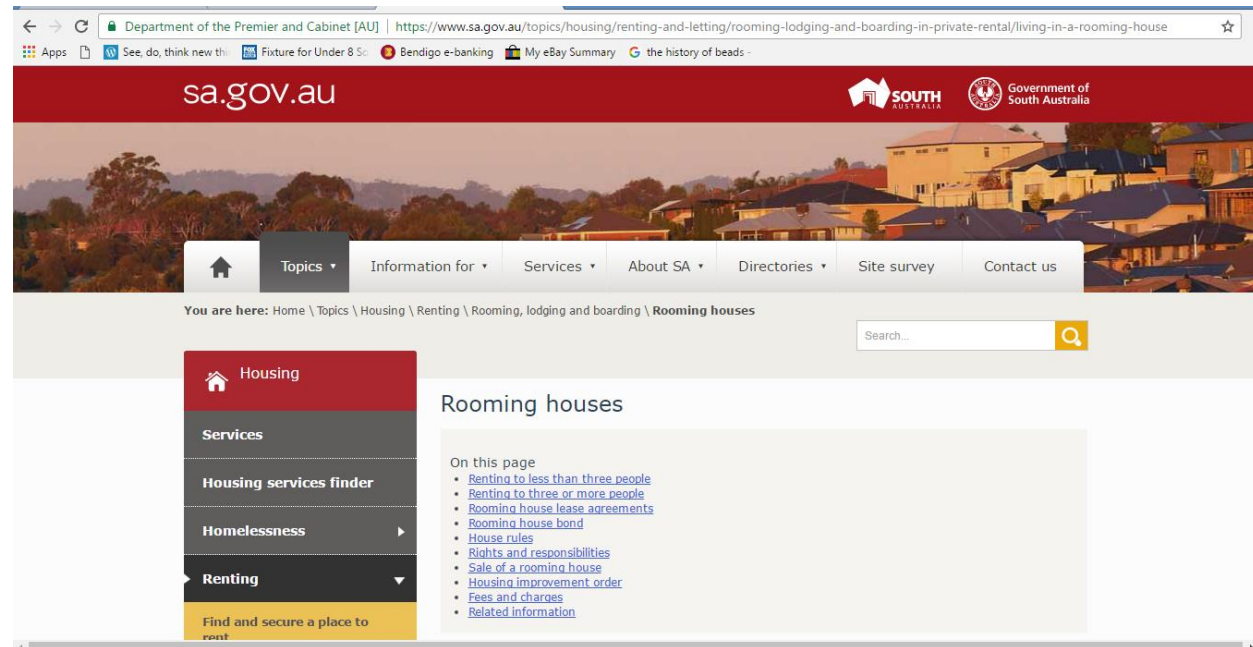 Department of the Premier and Cabinet [AU] | https://www.sa.gov.au/topics/housing/renting-and-letting/rooming-lodging-and-boarding-in-private-rental/living-in-a-rooming-house
Apps See, do, think new thi Fixture for Under 8 So Bendigo e-banking My eBay Summary G the history of beads -
sa.gov.au
SOUTH
AUSTRALIA
Government of
South Australia
Topics Information for Services About SA Directories Site survey Contact us
You are here: Home \ Topics \ Housing \ Renting \ Rooming, lodging and boarding \ Rooming houses
Search...
Housing
Services
Housing services finder
Homelessness
Renting
Find and secure a place to
rent
Rooming houses
On this page
• Renting to less than three people
• Renting to three or more people
• Rooming house lease agreements
• Rooming house bond
• House rules
• Rights and responsibilities
• Sale of a rooming house
• Housing improvement order
• Fees and charges
• Related information